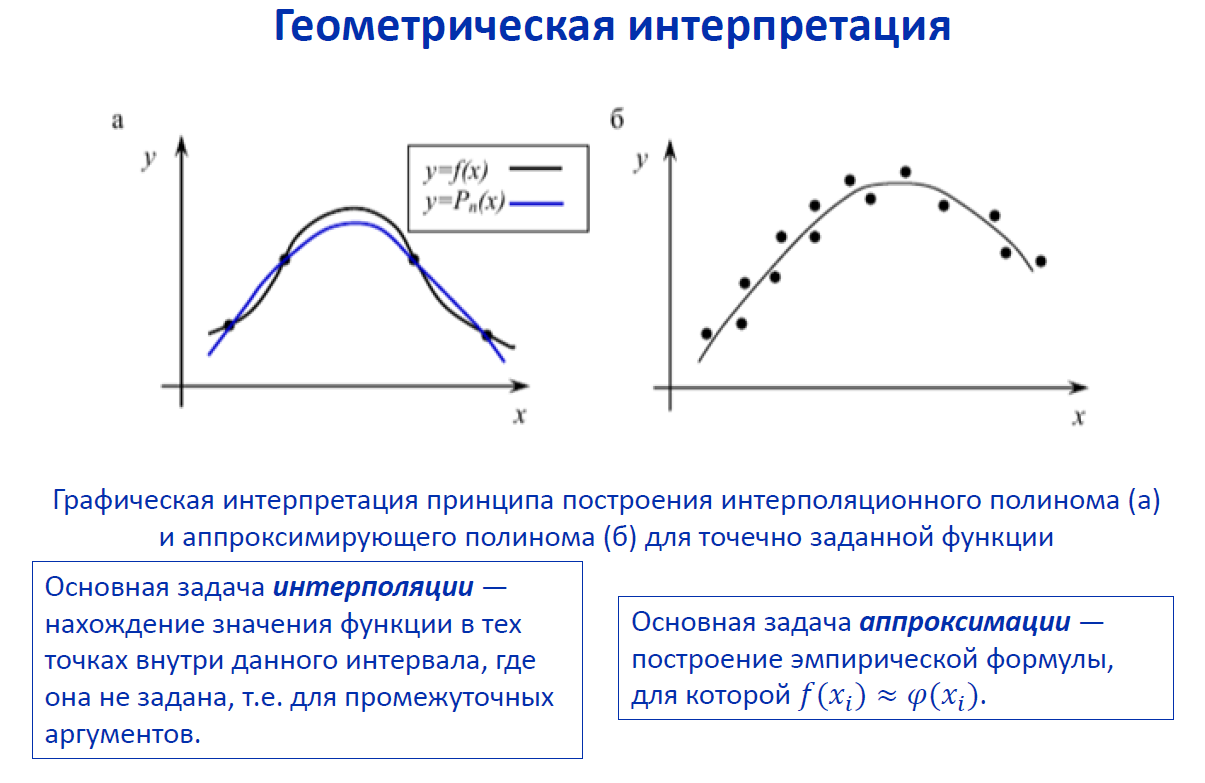 Геометрическая интерпретация
а
y
y=f(x)
y=Pₙ(x)
x
б
y
x
Графическая интерпретация принципа построения интерполяционного полинома (а)
и аппроксимирующего полинома (б) для точечно заданной функции
Основная задача интерполяции —
нахождение значения функции в тех
точках внутри данного интервала, где
она не задана, т.е. для промежуточных
аргументов.
Основная задача аппроксимации —
построение эмпирической формулы,
для которой f(xᵢ) ≈ φ(xᵢ).